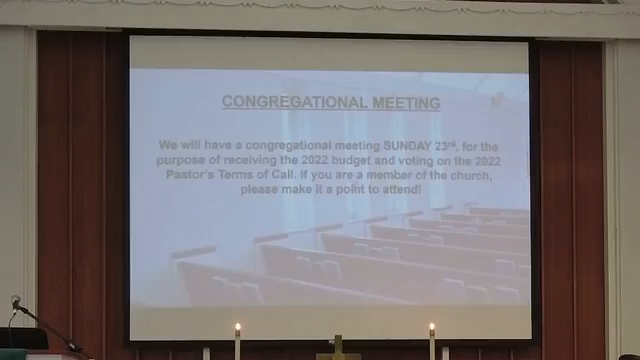 CONGREGATIONAL MEETING
We will have a congregational meeting SUNDAY 23rd, for the
purpose of receiving the 2022 budget and voting on the 2022
Pastor's Terms of Call. If you are a member of the church,
please make it a point to attend!